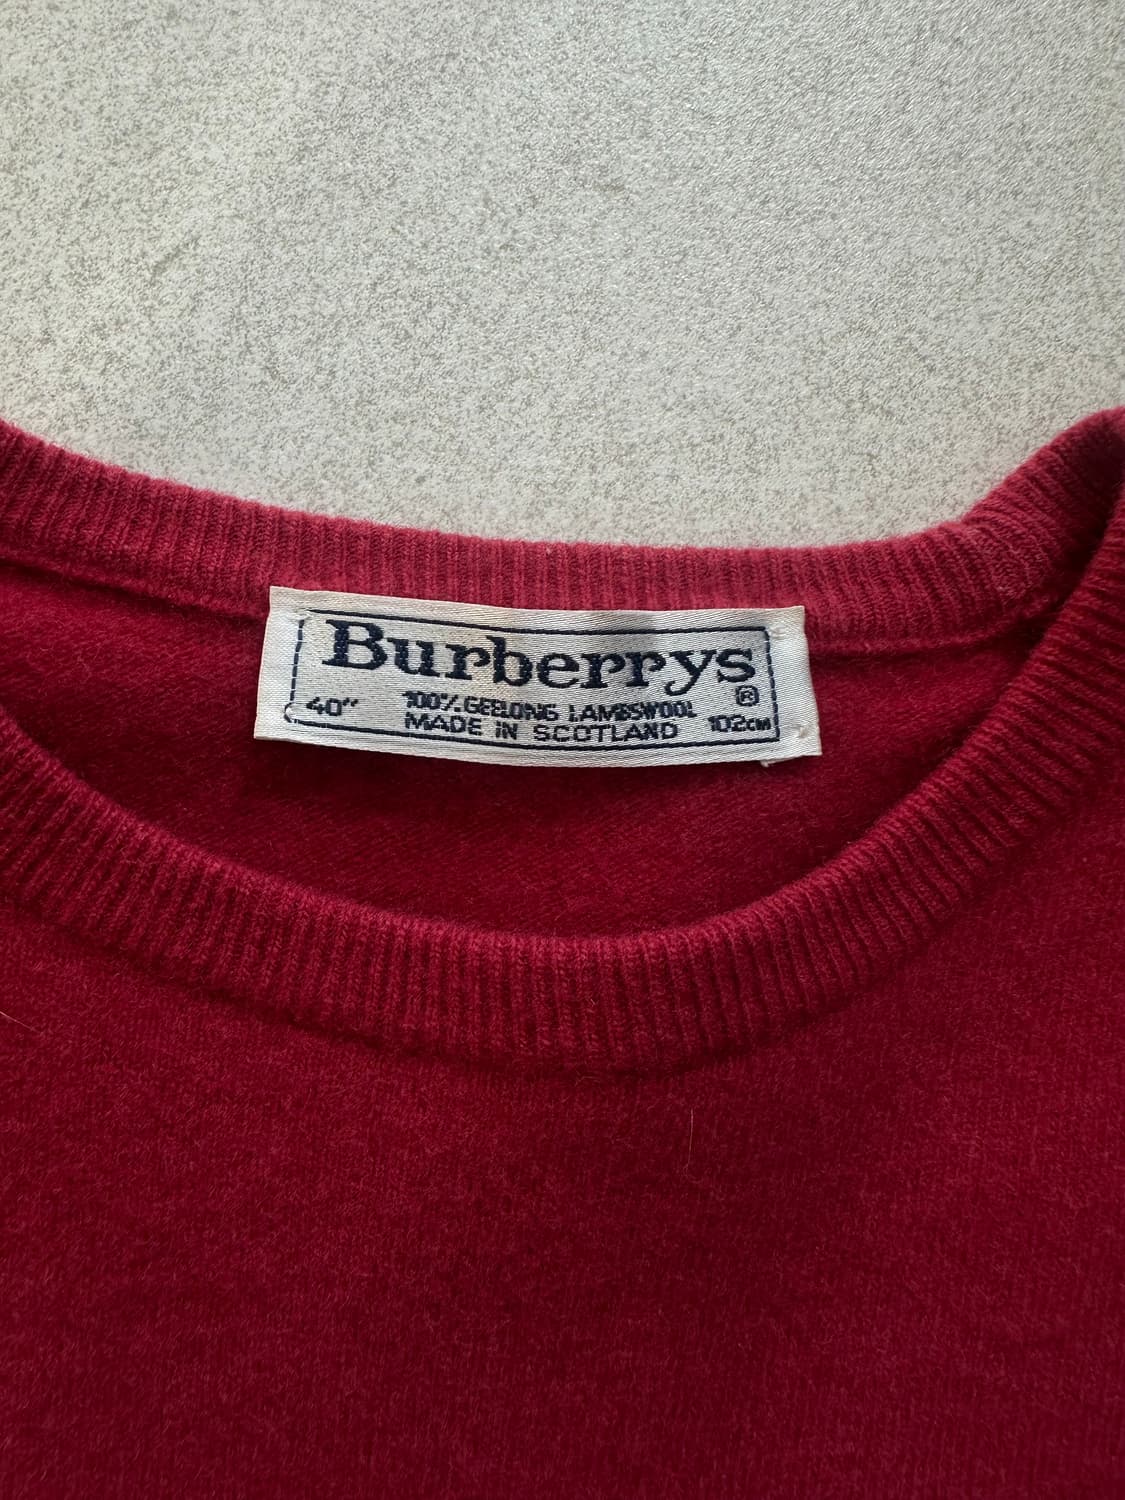 Burberrys
®
40" 100% GEELONG LAMBSWOOL 102CM
MADE IN SCOTLAND